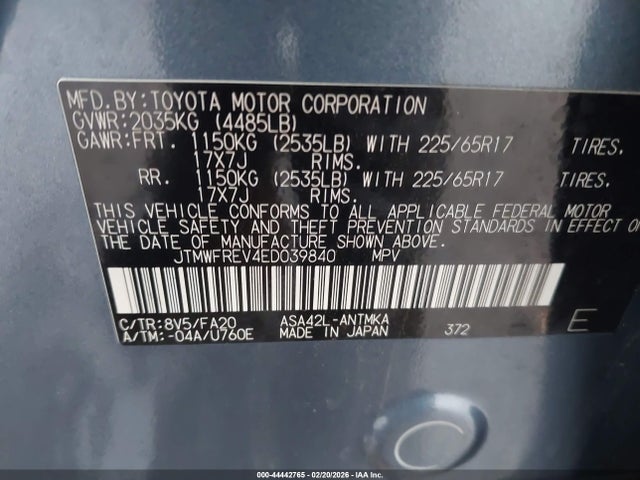 MFD.BY:TOYOTA MOTOR CORPORATION
GVWR:2035KG (4485LB)
GAWR:FRT. 1150KG (2535LB) WITH 225/65R17 TIRES.
17X7J RIMS.
RR. 1150KG (2535LB) WITH 225/65R17 TIRES.
17X7J RIMS.
THIS VEHICLE CONFORMS TO ALL APPLICABLE FEDERAL MOTOR
VEHICLE SAFETY AND THEFT PREVENTION STANDARDS IN EFFECT O
THE DATE OF MANUFACTURE SHOWN ABOVE.
JTMWFREV4ED039840 MPV
C/TR:8V5/FA20 ASA42L-ANTMKA 372 E
A/TM:-04A/U760E MADE IN JAPAN
000-44442765 - 02/20/2026 - IAA Inc.